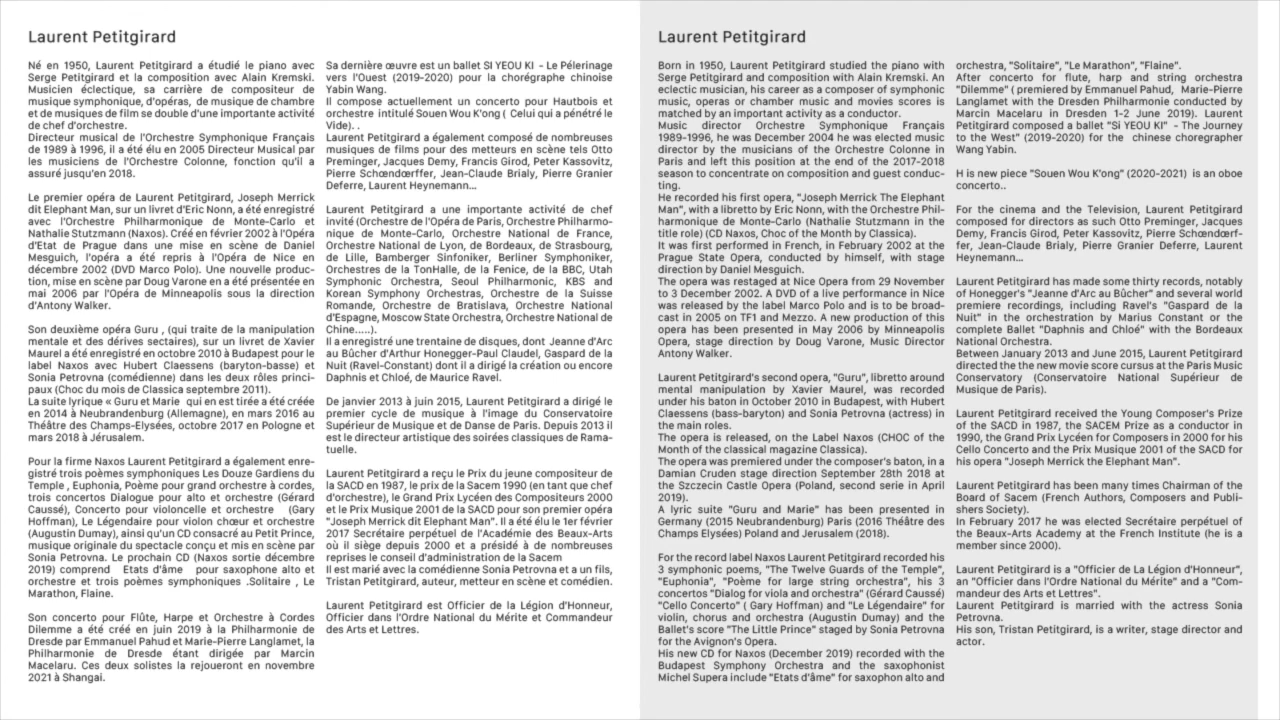 Laurent Petitgirard
Né en 1950, Laurent Petitgirard a étudié le piano avec
Serge Petitgirard et la composition avec Alain Kremski.
Musicien éclectique, sa carrière de compositeur de
musique symphonique, d'opéras, de musique de chambre
et de musiques de film se double d'une importante activité
de chef d'orchestre.
Directeur musical de l'Orchestre Symphonique Français
de 1989 à 1996, il a été élu en 2005 Directeur Musical par
les musiciens de l'Orchestre Colonne, fonction qu'il a
assuré jusqu'en 2018.
Le premier opéra de Laurent Petitgirard, Joseph Merrick
dit Elephant Man, sur un livret d'Eric Nonn, a été enregistré
avec l'Orchestre Philharmonique de Monte-Carlo et
Nathalie Stutzmann (Naxos). Créé en février 2002 à l'Opéra
d'Etat de Prague dans une mise en scène de Daniel
Mesguich, l'opéra a été repris à l'Opéra de Nice en
décembre 2002 (DVD Marco Polo). Une nouvelle produc-
tion, mise en scène par Doug Varone en a été présentée en
mai 2006 par l'Opéra de Minneapolis sous la direction
d'Antony Walker.
Son deuxième opéra Guru , (qui traite de la manipulation
mentale et des dérives sectaires), sur un livret de Xavier
Maurel a été enregistré en octobre 2010 à Budapest pour le
label Naxos avec Hubert Claessens (baryton-basse) et
Sonia Petrovna (comédienne) dans les deux rôles princi-
paux (Choc du mois de Classica septembre 2011).
La suite lyrique « Guru et Marie qui en est tirée a été créée
en 2014 à Neubrandenburg (Allemagne), en mars 2016 au
Théâtre des Champs-Elysées, octobre 2017 en Pologne et
mars 2018 à Jérusalem.
Pour la firme Naxos Laurent Petitgirard a également enre-
gistré trois poèmes symphoniques Les Douze Gardiens du
Temple , Euphonia, Poème pour grand orchestre à cordes,
trois concertos Dialogue pour alto et orchestre (Gérard
Caussé), Concerto pour violoncelle et orchestre (Gary
Hoffman), Le Légendaire pour violon chœur et orchestre
(Augustin Dumay), ainsi qu'un CD consacré au Petit Prince,
musique originale du spectacle conçu et mis en scène par
Sonia Petrovna. Le prochain CD (Naxos sortie décembre
2019) comprend Etats d'âme pour saxophone alto et
orchestre et trois poèmes symphoniques .Solitaire , Le
Marathon, Flaine.
Son concerto pour Flûte, Harpe et Orchestre à Cordes
Dilemme a été créé en juin 2019 à la Philharmonie de
Dresde par Emmanuel Pahud et Marie-Pierre Langlamet, la
Philharmonie de Dresde étant dirigée par Marcin
Macelaru. Ces deux solistes la rejoueront en novembre
2021 à Shangai.
Sa dernière œuvre est un ballet SI YEOU KI - Le Pélerinage
vers l'Ouest (2019-2020) pour la chorégraphe chinoise
Yabin Wang.
Il compose actuellement un concerto pour Hautbois et
orchestre intitulé Souen Wou K'ong ( Celui qui a pénétré le
Vide). .
Laurent Petitgirard a également composé de nombreuses
musiques de films pour des metteurs en scène tels Otto
Preminger, Jacques Demy, Francis Girod, Peter Kassovitz,
Pierre Schœndœrffer, Jean-Claude Brialy, Pierre Granier
Deferre, Laurent Heynemann...
Laurent Petitgirard a une importante activité de chef
invité (Orchestre de l'Opéra de Paris, Orchestre Philharmo-
nique de Monte-Carlo, Orchestre National de France,
Orchestre National de Lyon, de Bordeaux, de Strasbourg,
de Lille, Bamberger Sinfoniker, Berliner Symphoniker,
Orchestres de la TonHalle, de la Fenice, de la BBC, Utah
Symphonic Orchestra, Seoul Philharmonic, KBS and
Korean Symphony Orchestras, Orchestre de la Suisse
Romande, Orchestre de Bratislava, Orchestre National
d'Espagne, Moscow State Orchestra, Orchestre National de
Chine.....).
Il a enregistré une trentaine de disques, dont Jeanne d'Arc
au Bûcher d'Arthur Honegger-Paul Claudel, Gaspard de la
Nuit (Ravel-Constant) dont il a dirigé la création ou encore
Daphnis et Chloé, de Maurice Ravel.
De janvier 2013 à juin 2015, Laurent Petitgirard a dirigé le
premier cycle de musique à l'image du Conservatoire
Supérieur de Musique et de Danse de Paris. Depuis 2013 il
est le directeur artistique des soirées classiques de Rama-
tuelle.
Laurent Petitgirard a reçu le Prix du jeune compositeur de
la SACD en 1987, le prix de la Sacem 1990 (en tant que chef
d'orchestre), le Grand Prix Lycéen des Compositeurs 2000
et le Prix Musique 2001 de la SACD pour son premier opéra
"Joseph Merrick dit Elephant Man". Il a été élu le 1er février
2017 Secrétaire perpétuel de l'Académie des Beaux-Arts
où il siège depuis 2000 et a présidé à de nombreuses
reprises le conseil d'administration de la Sacem
Il est marié avec la comédienne Sonia Petrovna et a un fils,
Tristan Petitgirard, auteur, metteur en scène et comédien.
Laurent Petitgirard est Officier de la Légion d'Honneur,
Officier dans l'Ordre National du Mérite et Commandeur
des Arts et Lettres.
Laurent Petitgirard
Born in 1950, Laurent Petitgirard studied the piano with
Serge Petitgirard and composition with Alain Kremski. An
eclectic musician, his career as a composer of symphonic
music, operas or chamber music and movies scores is
matched by an important activity as a conductor.
Music director Orchestre Symphonique Français
1989-1996, he was December 2004 he was elected music
director by the musicians of the Orchestre Colonne in
Paris and left this position at the end of the 2017-2018
season to concentrate on composition and guest conduc-
ting.
He recorded his first opera, "Joseph Merrick The Elephant
Man", with a libretto by Eric Nonn, with the Orchestre Phil-
harmonique de Monte-Carlo (Nathalie Stutzmann in the
title role) (CD Naxos, Choc of the Month by Classica).
It was first performed in French, in February 2002 at the
Prague State Opera, conducted by himself, with stage
direction by Daniel Mesguich.
The opera was restaged at Nice Opera from 29 November
to 3 December 2002. A DVD of a live performance in Nice
was released by the label Marco Polo and is to be broad-
cast in 2005 on TF1 and Mezzo. A new production of this
opera has been presented in May 2006 by Minneapolis
Opera, stage direction by Doug Varone, Music Director
Antony Walker.
Laurent Petitgirard's second opera, "Guru", libretto around
mental manipulation by Xavier Maurel, was recorded
under his baton in October 2010 in Budapest, with Hubert
Claessens (bass-baryton) and Sonia Petrovna (actress) in
the main roles.
The opera is released, on the Label Naxos (CHOC of the
Month of the classical magazine Classica).
The opera was premiered under the composer's baton, in a
Damian Cruden stage direction September 28th 2018 at
the Szczecin Castle Opera (Poland, second serie in April
2019).
A lyric suite "Guru and Marie" has been presented in
Germany (2015 Neubrandenburg) Paris (2016 Théâtre des
Champs Elysées) Poland and Jerusalem (2018).
For the record label Naxos Laurent Petitgirard recorded his
3 symphonic poems, "The Twelve Guards of the Temple",
"Euphonia", "Poème for large string orchestra", his 3
concertos "Dialog for viola and orchestra" (Gérard Caussé)
"Cello Concerto" ( Gary Hoffman) and "Le Légendaire" for
violin, chorus and orchestra (Augustin Dumay) and the
Ballet's score "The Little Prince" staged by Sonia Petrovna
for the Avignon's Opera.
His new CD for Naxos (December 2019) recorded with the
Budapest Symphony Orchestra and the saxophonist
Michel Supera include "Etats d'âme" for saxophon alto and
orchestra, "Solitaire", "Le Marathon", "Flaine".
After concerto for flute, harp and string orchestra
"Dilemme" ( premiered by Emmanuel Pahud, Marie-Pierre
Langlamet with the Dresden Philharmonie conducted by
Marcin Macelaru in Dresden 1-2 June 2019). Laurent
Petitgirard composed a ballet "Si YEOU KI" - The Journey
to the West" (2019-2020) for the chinese choregrapher
Wang Yabin.
H is new piece "Souen Wou K'ong" (2020-2021) is an oboe
concerto..
For the cinema and the Television, Laurent Petitgirard
composed for directors as such Otto Preminger, Jacques
Demy, Francis Girod, Peter Kassovitz, Pierre Schœndœrf-
fer, Jean-Claude Brialy, Pierre Granier Deferre, Laurent
Heynemann...
Laurent Petitgirard has made some thirty records, notably
of Honegger's "Jeanne d'Arc au Bûcher" and several world
premiere recordings, including Ravel's "Gaspard de la
Nuit" in the orchestration by Marius Constant or the
complete Ballet "Daphnis and Chloé" with the Bordeaux
National Orchestra.
Between January 2013 and June 2015, Laurent Petitgirard
directed the the new movie score cursus at the Paris Music
Conservatory (Conservatoire National Supérieur de
Musique de Paris).
Laurent Petitgirard received the Young Composer's Prize
of the SACD in 1987, the SACEM Prize as a conductor in
1990, the Grand Prix Lycéen for Composers in 2000 for his
Cello Concerto and the Prix Musique 2001 of the SACD for
his opera "Joseph Merrick the Elephant Man".
Laurent Petitgirard has been many times Chairman of the
Board of Sacem (French Authors, Composers and Publi-
shers Society).
In February 2017 he was elected Secrétaire perpétuel of
the Beaux-Arts Academy at the French Institute (he is a
member since 2000).
Laurent Petitgirard is a "Officier de La Légion d'Honneur",
an "Officier dans l'Ordre National du Mérite" and a "Com-
mandeur des Arts et Lettres".
Laurent Petitgirard is married with the actress Sonia
Petrovna.
His son, Tristan Petitgirard, is a writer, stage director and
actor.